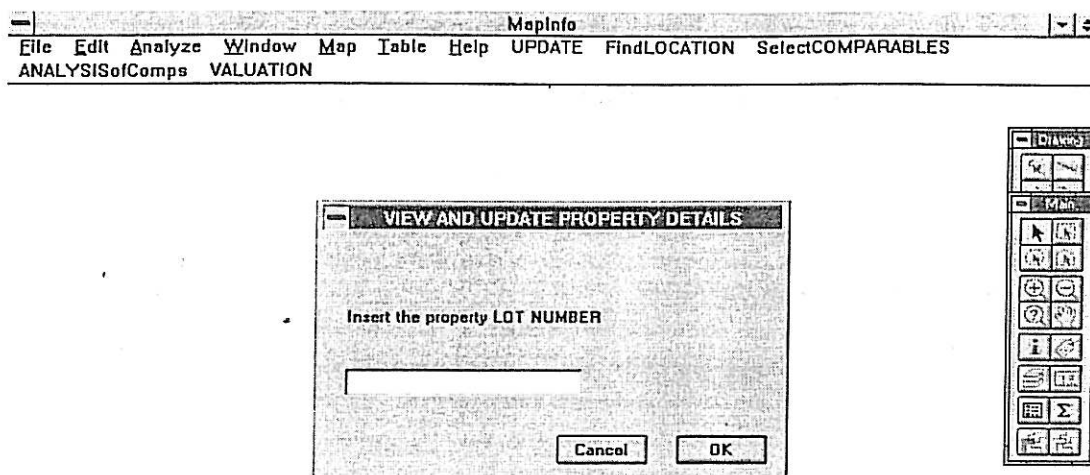 MapInfo
File Edit Analyze Window Map Table Help UPDATE FindLOCATION SelectCOMPARABLES
ANALYSISofComps VALUATION
VIEW AND UPDATE PROPERTY DETAILS
Main
Insert the property LOT NUMBER
Cancel OK